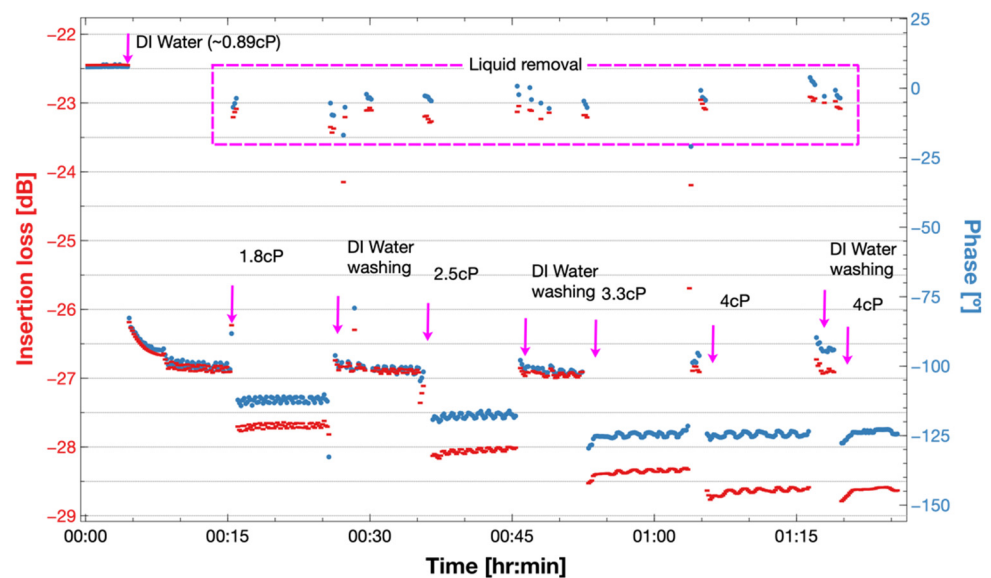 DI Water (~0.89cP)
Liquid removal
1.8cP
DI Water
washing
2.5cP
DI Water
washing
3.3cP
4cP
DI Water
washing
4cP
Insertion loss [dB]
−22
−23
−24
−25
−26
−27
−28
−29
Phase [º]
25
0
−25
−50
−75
−100
−125
−150
00:00
00:15
00:30
00:45
01:00
01:15
Time [hr:min]